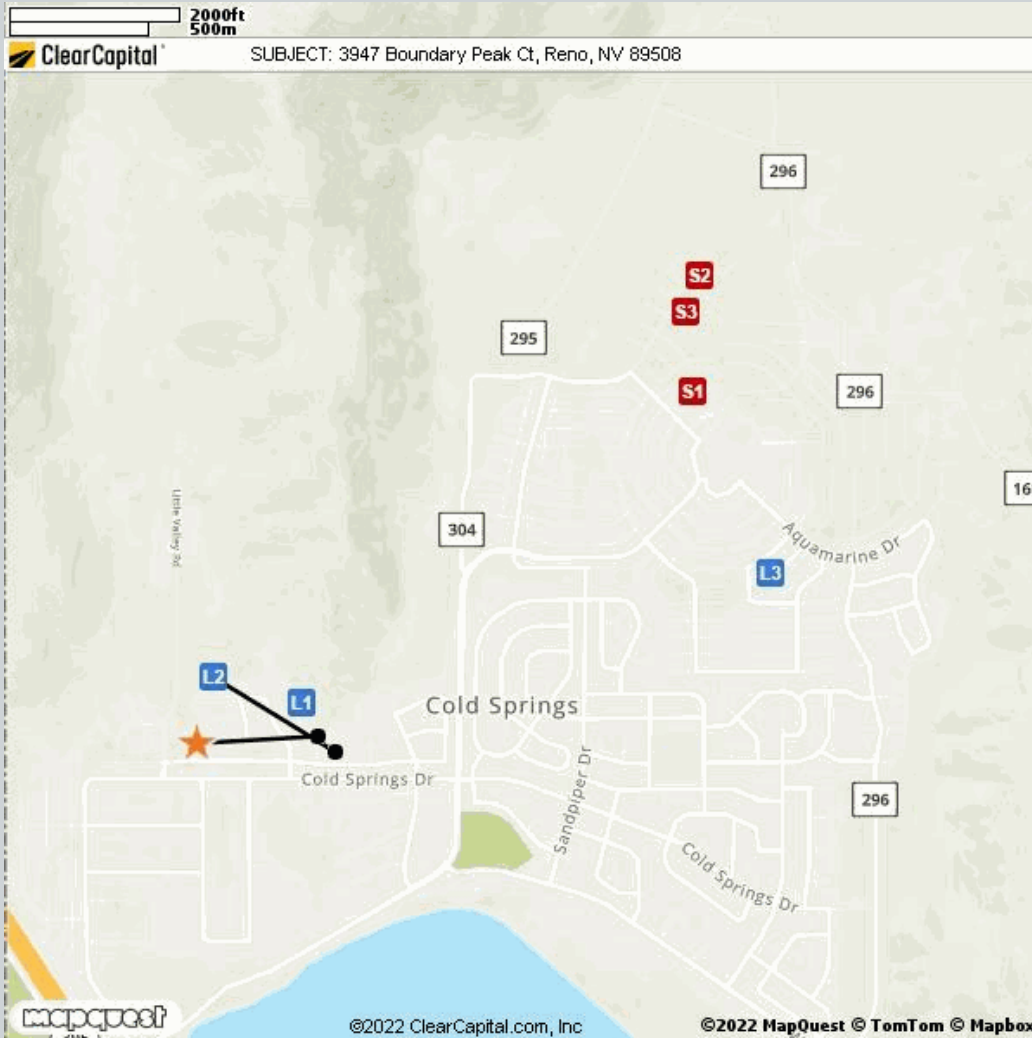 2000ft
500m
ClearCapital
SUBJECT: 3947 Boundary Peak Ct, Reno, NV 89508
296
S2
S3
295
S1
296
16
Little Valley Rd
304
Aquamarine Dr
L3
L2
L1
Cold Springs
Cold Springs Dr
Sandpiper Dr
296
Cold Springs Dr
mapquest
©2022 ClearCapital.com, Inc
©2022 MapQuest © TomTom © Mapbox